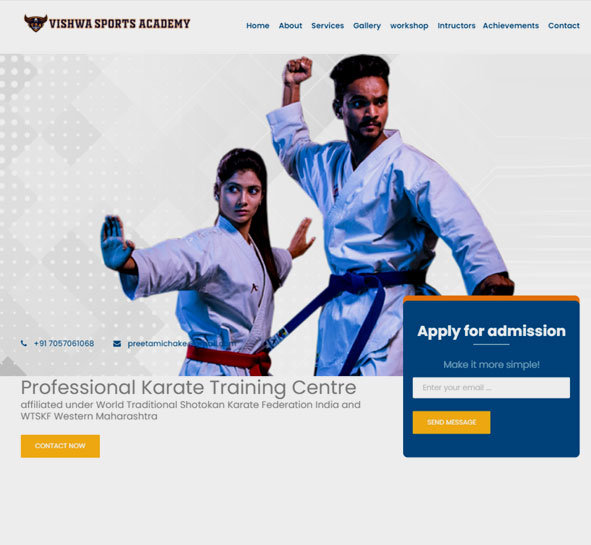 VISHWA SPORTS ACADEMY
Home About Services Gallery workshop Intructors Achievements Contact
+91 7057061068
Apply for admission
Make it more simple!
Enter your email ...
SEND MESSAGE
Professional Karate Training Centre
affiliated under World Traditional Shotokan Karate Federation India and
WTSKF Western Maharashtra
CONTACT NOW